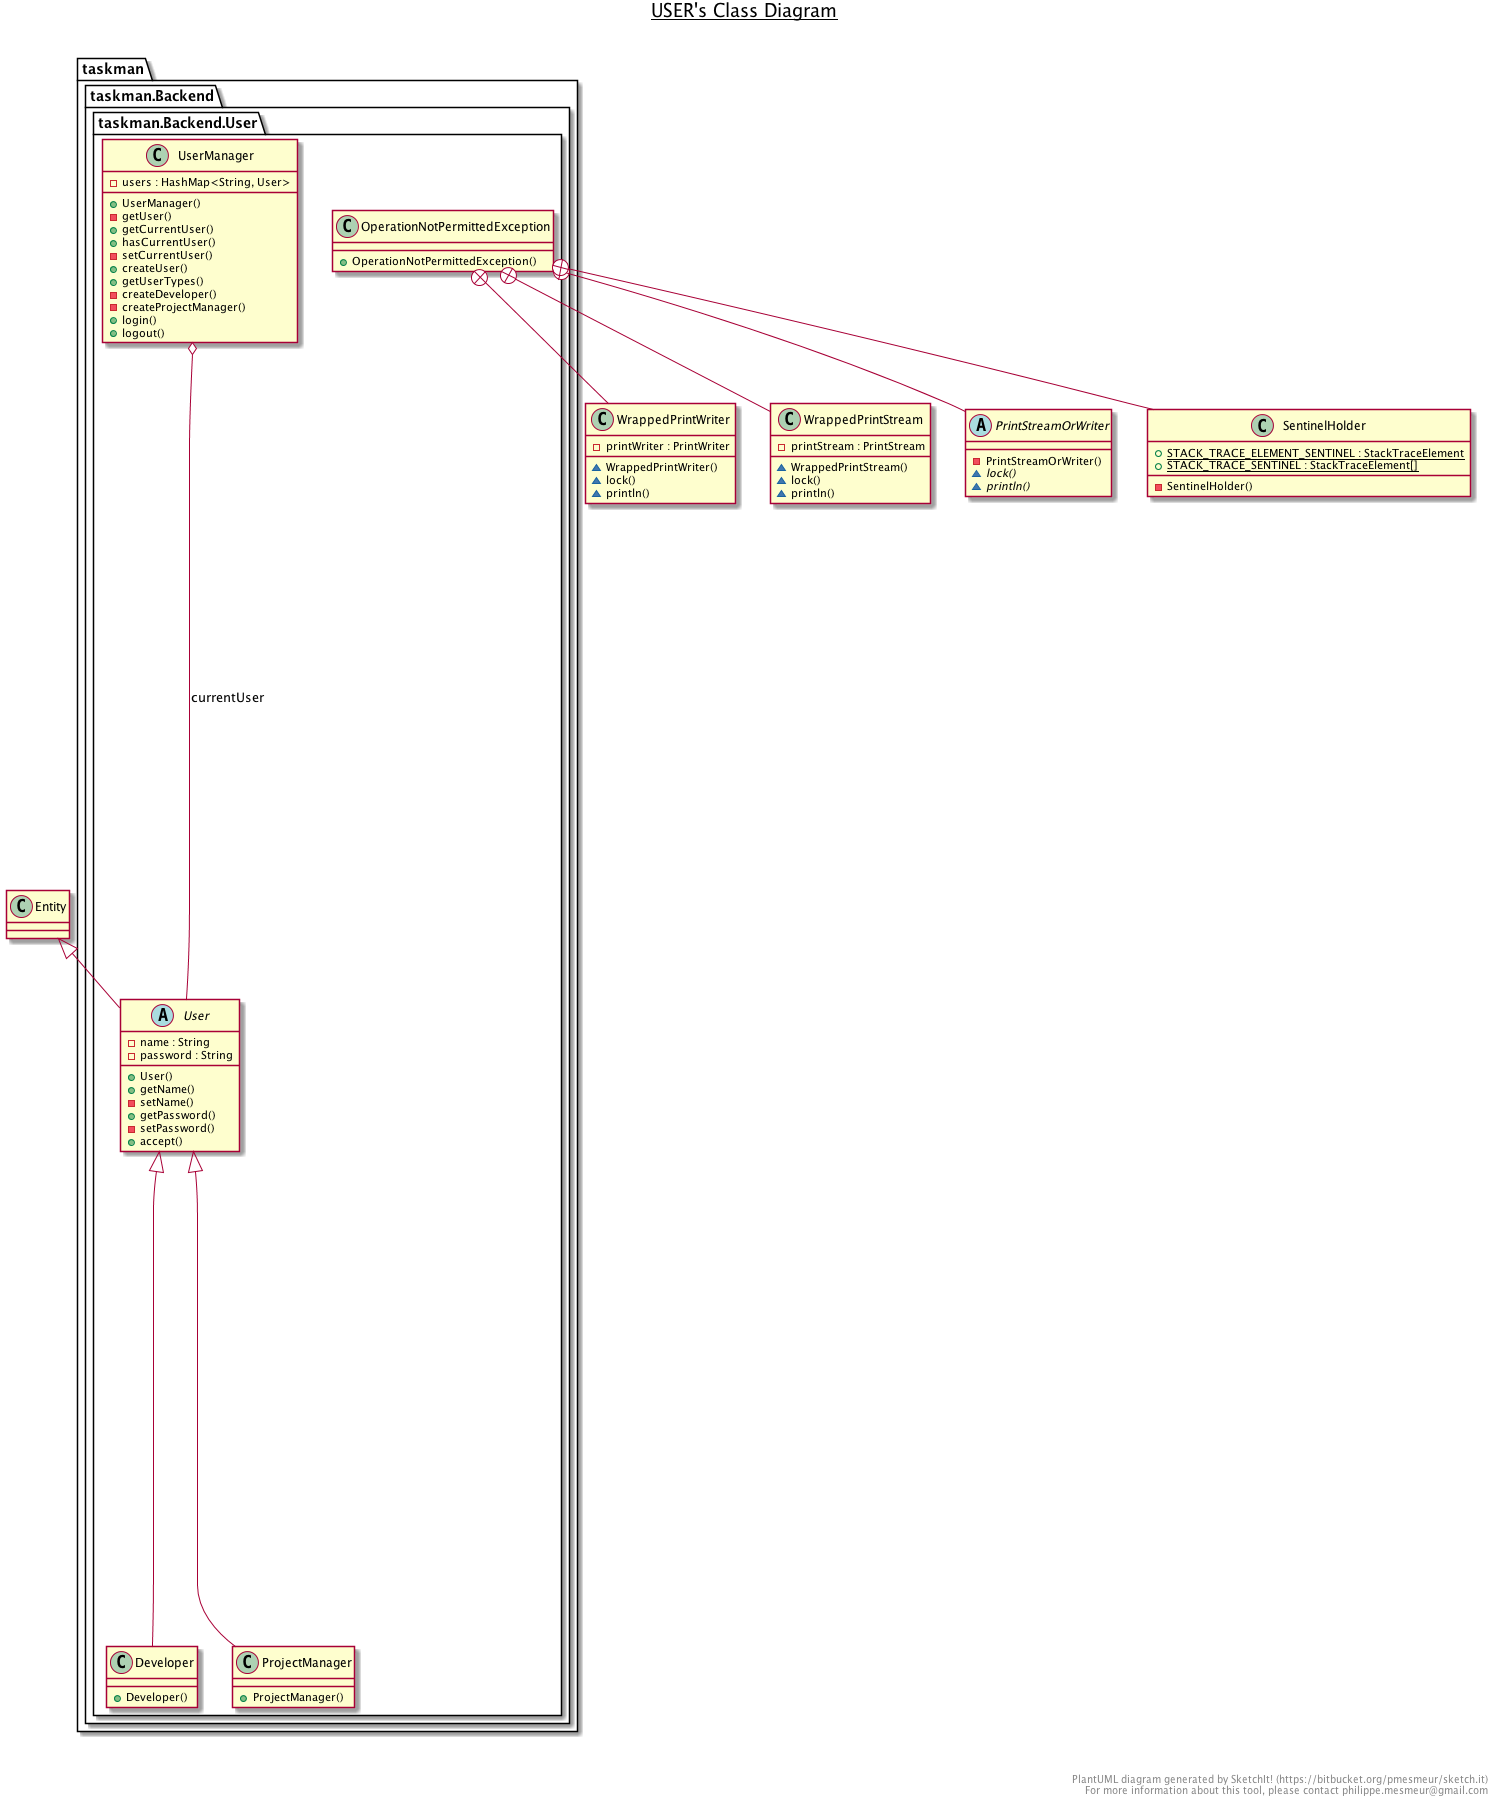 USER's Class Diagram
taskman
taskman.Backend
taskman.Backend.User
C UserManager
users : HashMap<String, User>
UserManager()
getUser()
getCurrentUser()
hasCurrentUser()
setCurrentUser()
createUser()
getUserTypes()
createDeveloper()
createProjectManager()
login()
logout()
C OperationNotPermittedException
OperationNotPermittedException()
C WrappedPrintWriter
printWriter : PrintWriter
WrappedPrintWriter()
lock()
println()
C WrappedPrintStream
printStream : PrintStream
WrappedPrintStream()
lock()
println()
A PrintStreamOrWriter
PrintStreamOrWriter()
lock()
println()
C SentinelHolder
STACK_TRACE_ELEMENT_SENTINEL : StackTraceElement
STACK_TRACE_SENTINEL : StackTraceElement[]
SentinelHolder()
currentUser
C Entity
A User
name : String
password : String
User()
getName()
setName()
getPassword()
setPassword()
accept()
C Developer
Developer()
C ProjectManager
ProjectManager()
PlantUML diagram generated by SketchIt! (https://bitbucket.org/pmesmeur/sketch.it)
For more information about this tool, please contact philippe.mesmeur@gmail.com